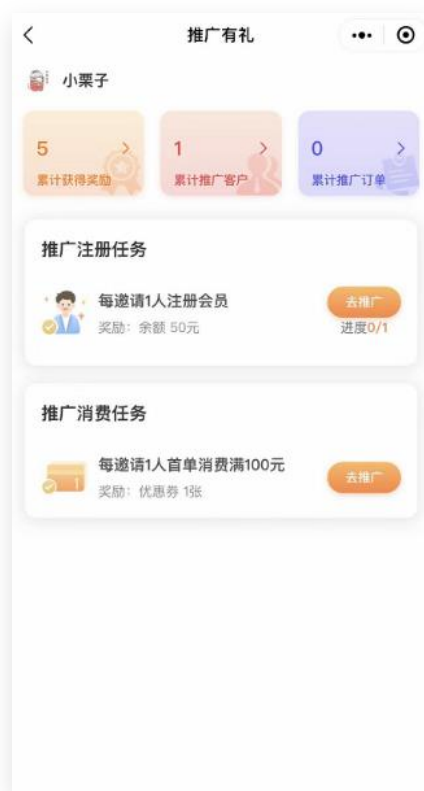 推广有礼
小栗子
5 1 0
累计获得奖励 累计推广客户 累计推广订单
推广注册任务
每邀请1人注册会员
去推广
奖励：余额 50元
进度0/1
推广消费任务
每邀请1人首单消费满100元
去推广
奖励：优惠券 1张
1